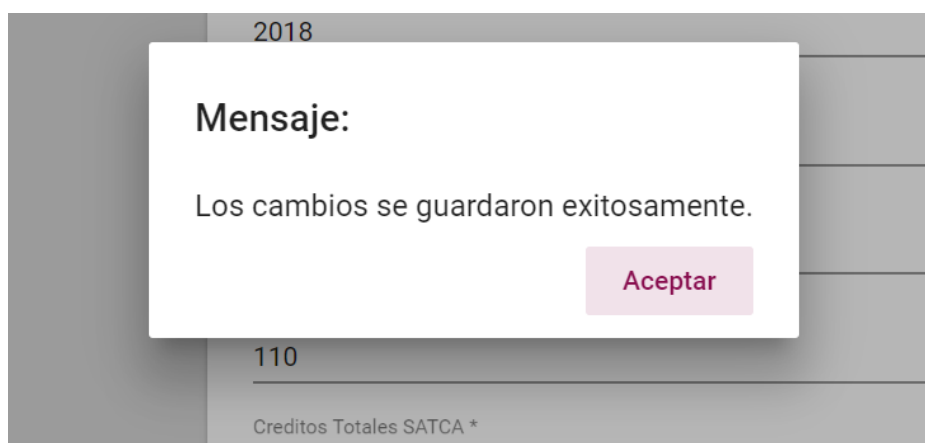 2018
Mensaje:
Los cambios se guardaron exitosamente.
Aceptar
110
Creditos Totales SATCA *